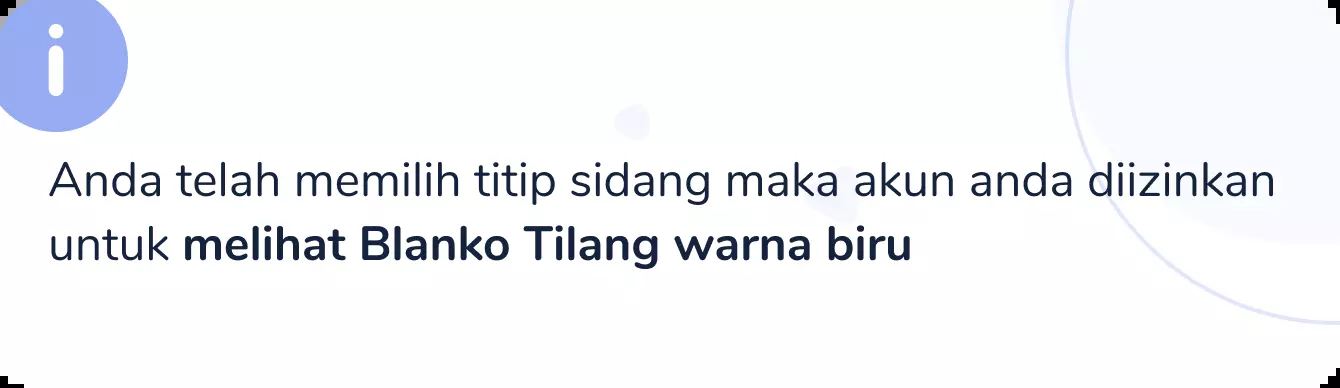 Anda telah memilih titip sidang maka akun anda diizinkan
untuk melihat Blanko Tilang warna biru